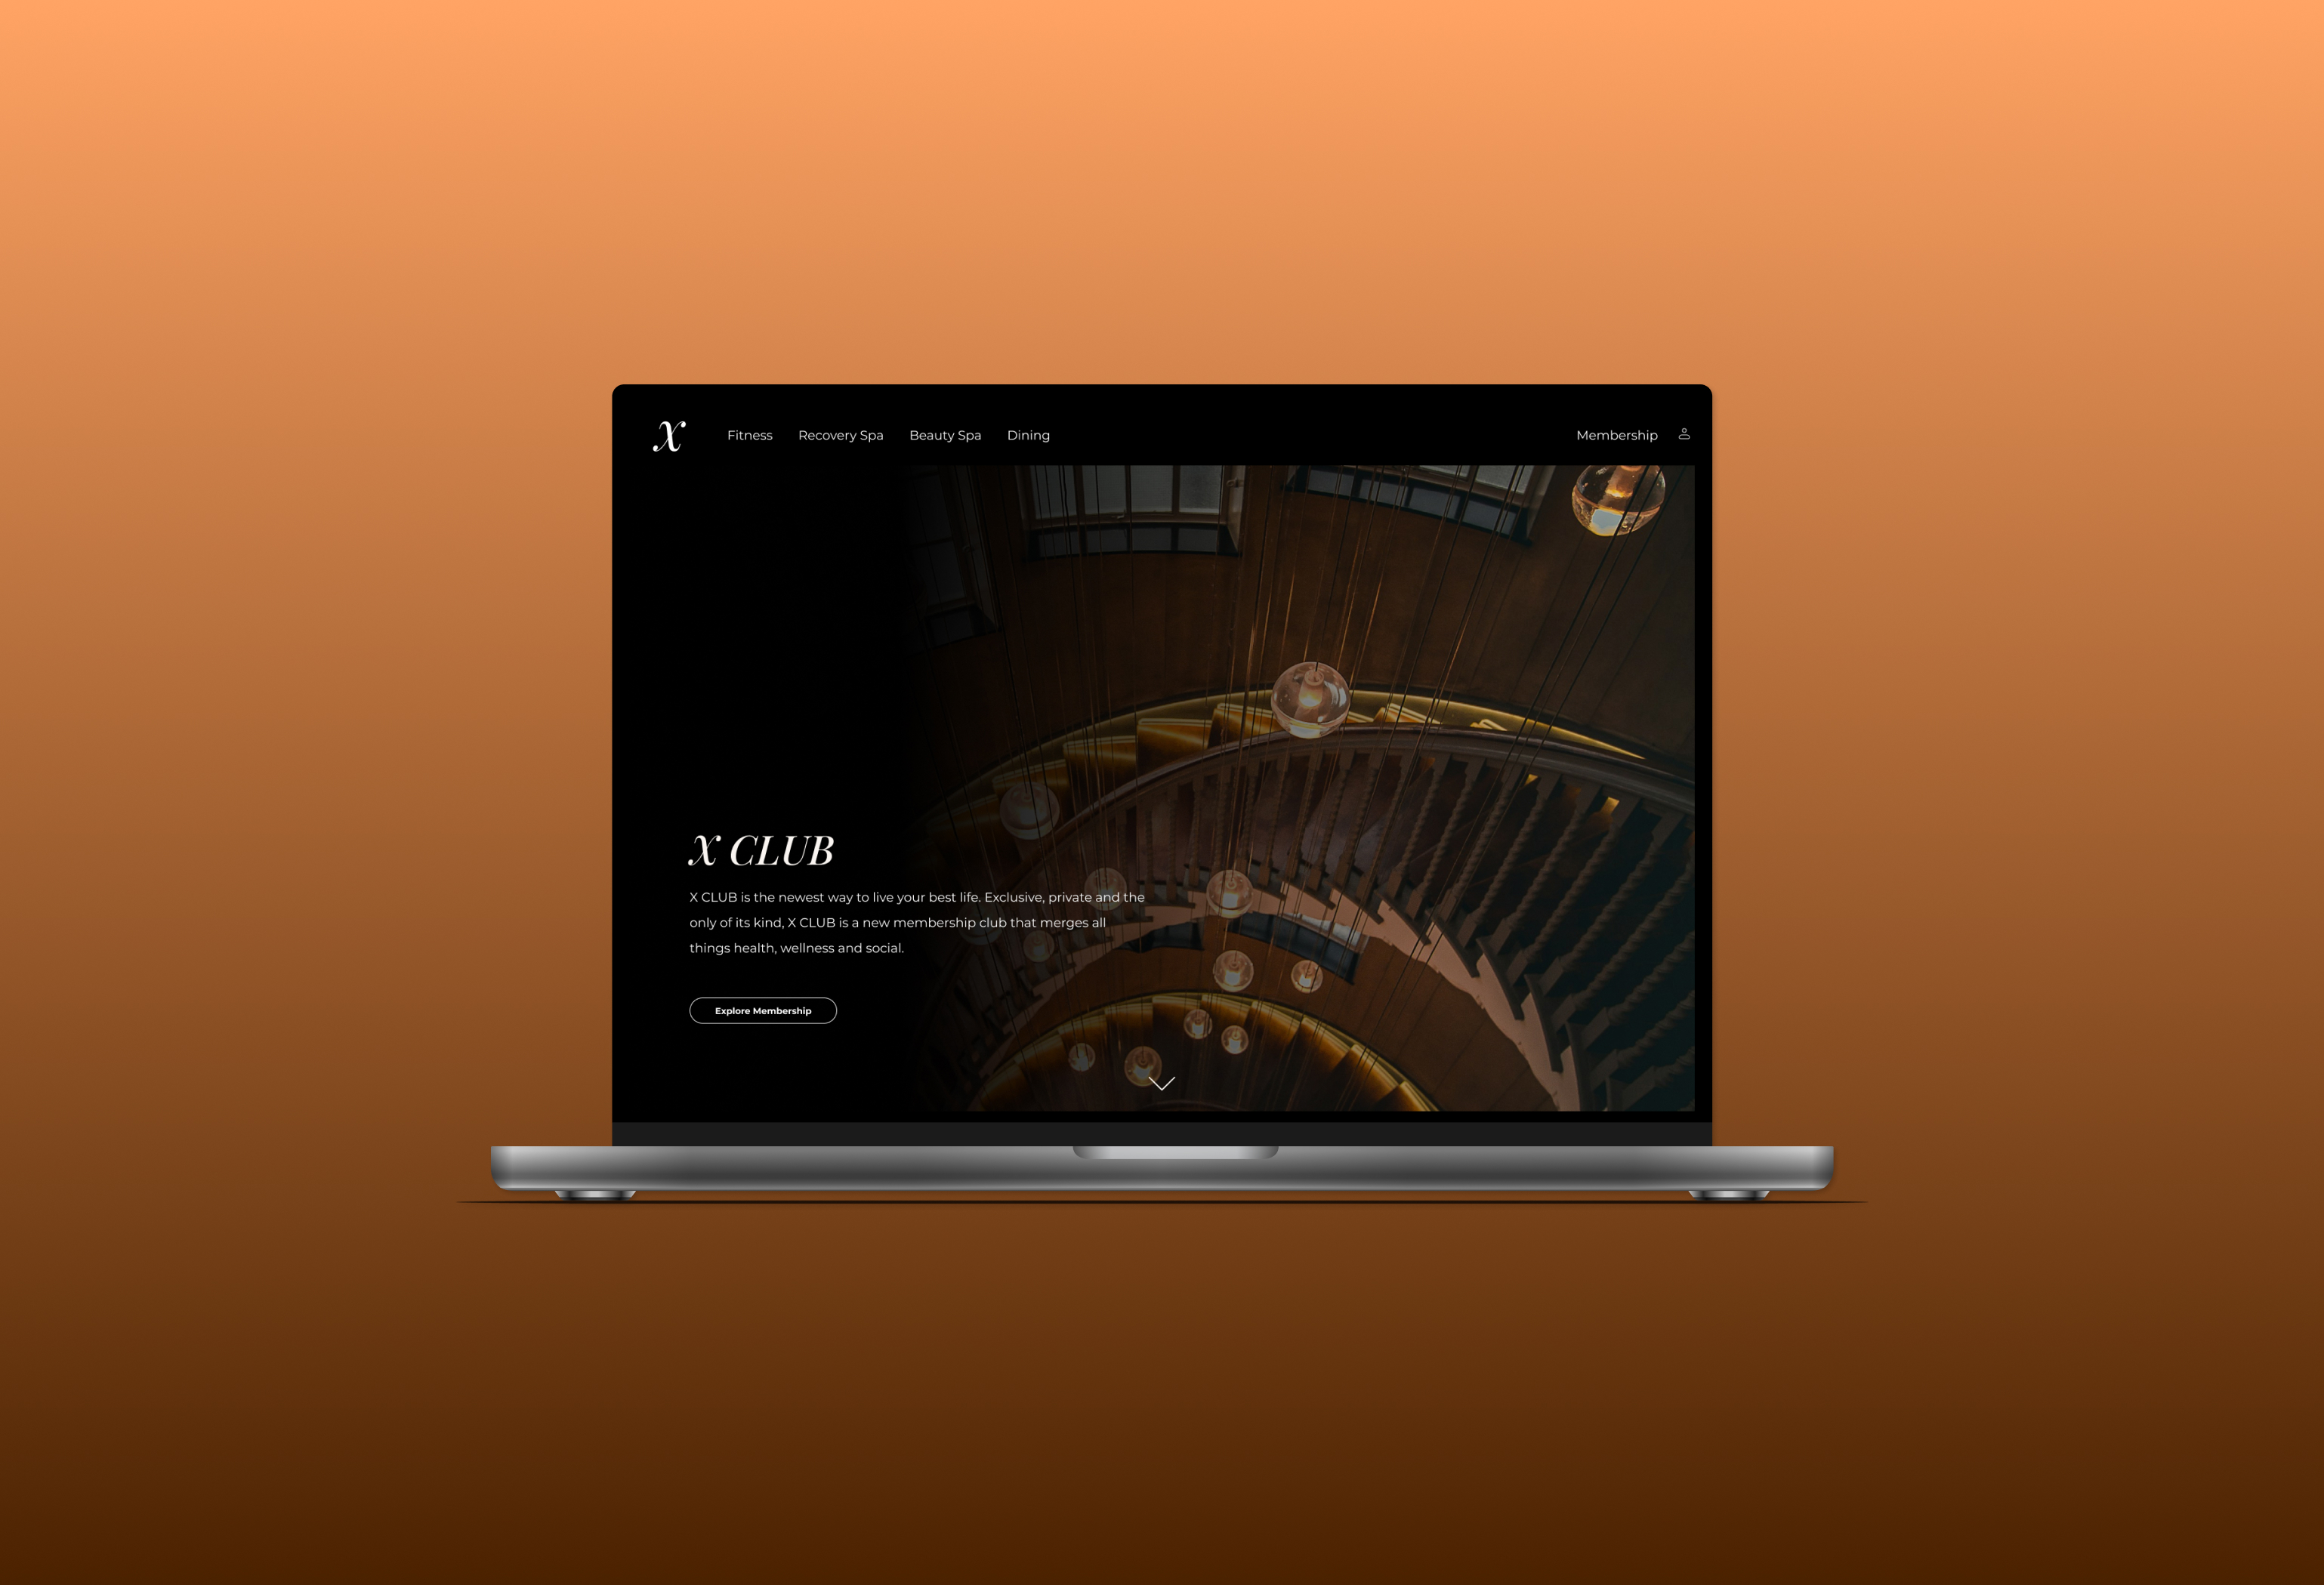 X
Fitness
Recovery Spa
Beauty Spa
Dining
Membership
X CLUB
X CLUB is the newest way to live your best life. Exclusive, private and the
only of its kind, X CLUB is a new membership club that merges all
things health, wellness and social.
Explore Membership